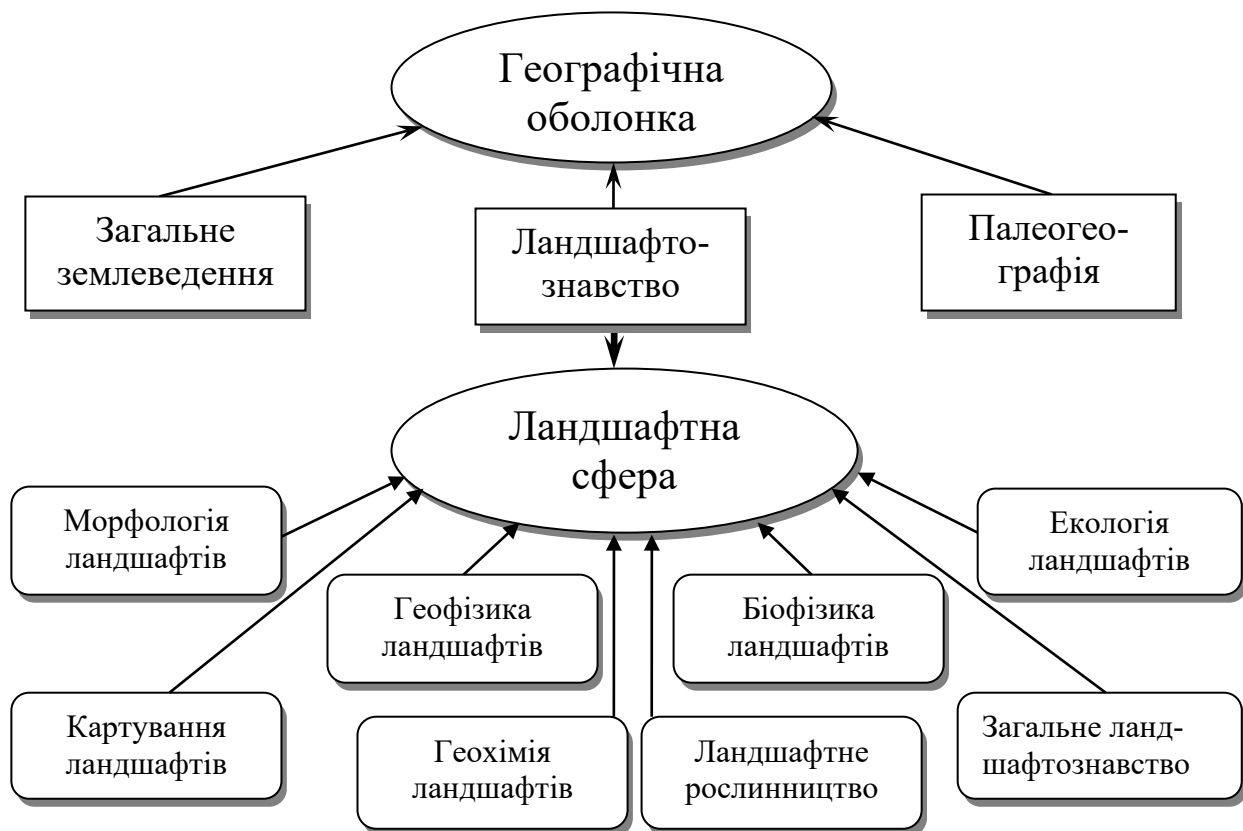 Географічна
оболонка
Загальне
землеведення
Ландшафто-
знавство
Палеогео-
графія
Ландшафтна
сфера
Морфологія
ландшафтів
Екологія
ландшафтів
Геофізика
ландшафтів
Біофізика
ландшафтів
Картування
ландшафтів
Геохімія
ландшафтів
Ландшафтне
рослинництво
Загальне ланд-
шафтознавство